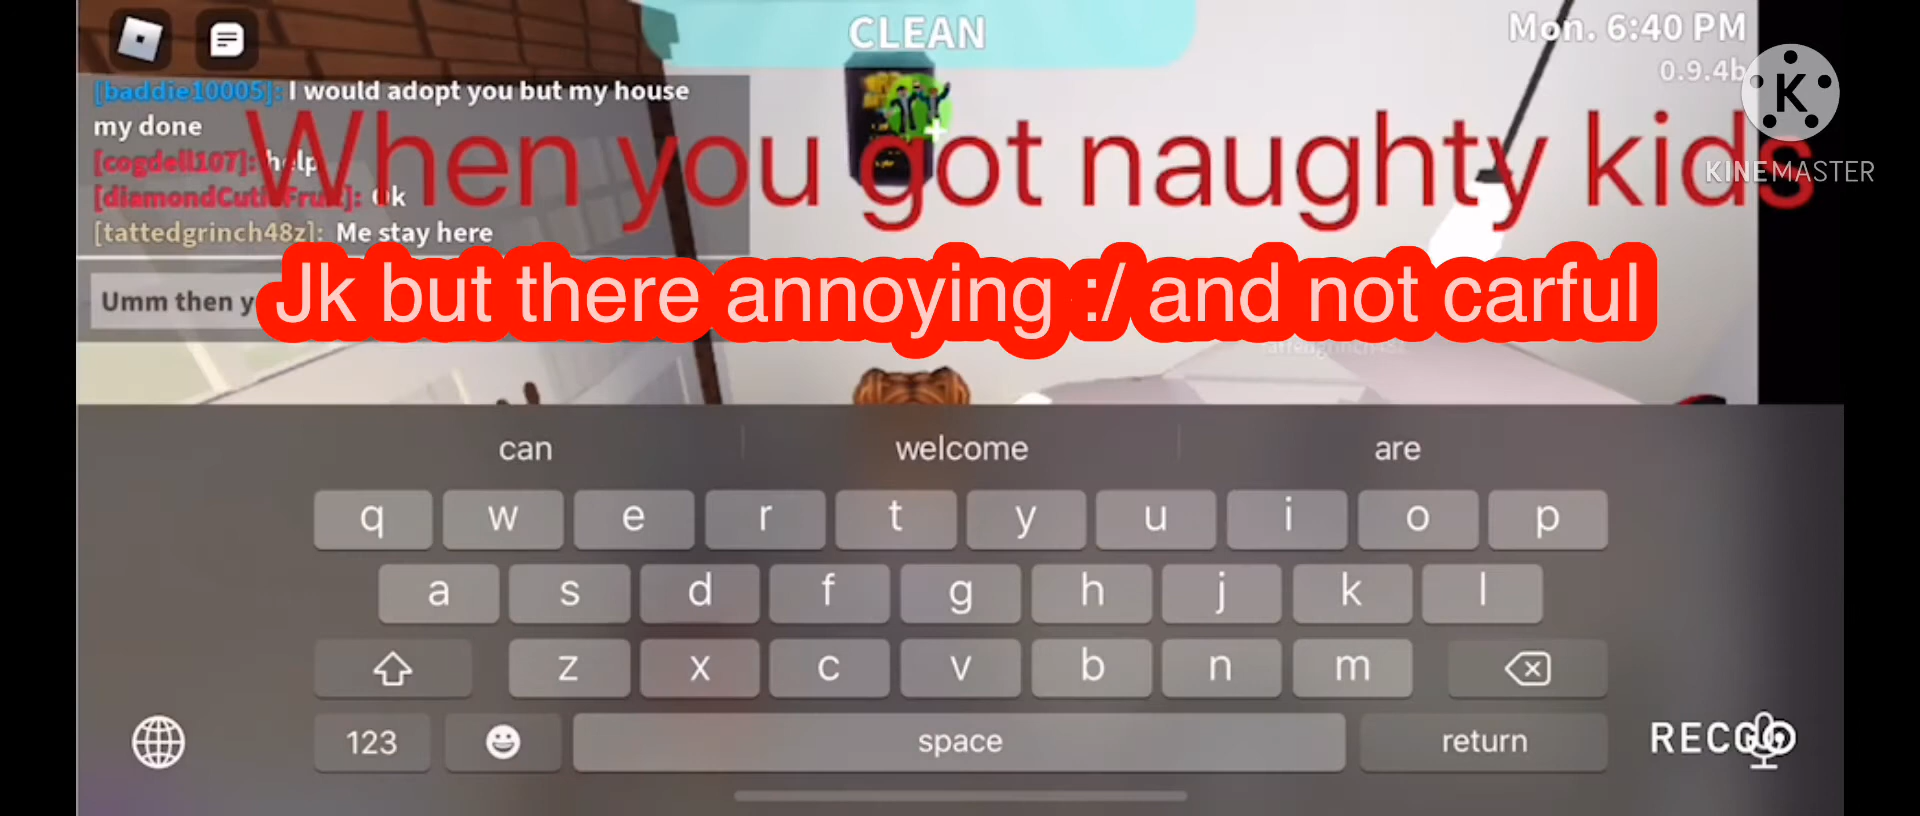 CLEAN
Mon. 6:40 PM
0.9.4b
[baddie10005]: I would adopt you but my house
my done
[cogdell107]: help
Ok
[tattedgrinch48z]: Me stay here
When you got naughty kids
K
KINEMASTER
Umm then y
Jk but there annoying :/ and not carful
can welcome are
q w e r t y u i o p
a s d f g h j k l
z x c v b n m
123 space return
REC